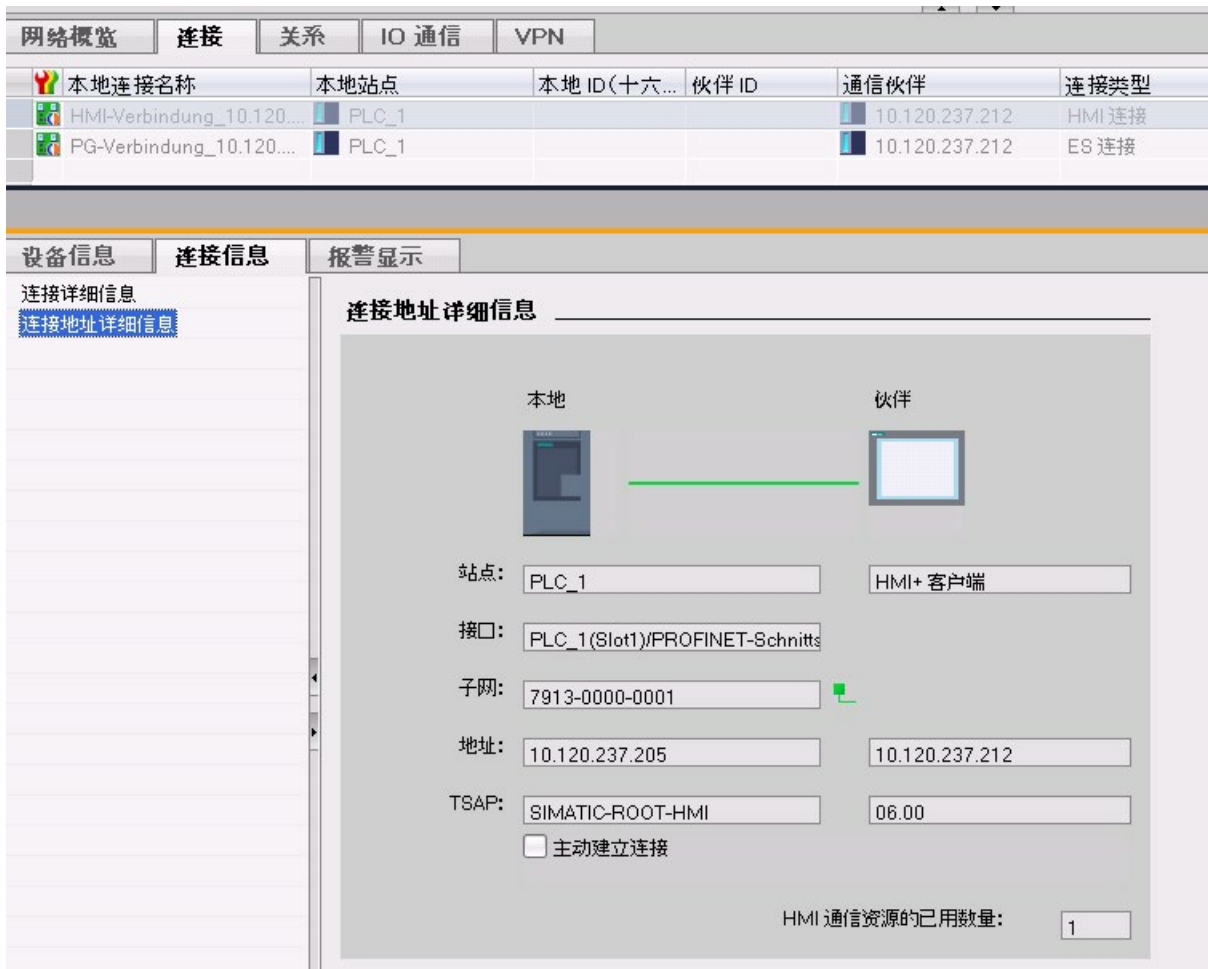 网络概览 连接 关系 IO 通信 VPN
本地连接名称 本地站点 本地 ID(十六... 伙伴 ID 通信伙伴 连接类型
HMI-Verbindung_10.120.... PLC_1 10.120.237.212 HMI 连接
PG-Verbindung_10.120.... PLC_1 10.120.237.212 ES 连接
设备信息 连接信息 报警显示
连接详细信息
连接地址详细信息
连接地址详细信息
本地 伙伴
站点: PLC_1 HMI+ 客户端
接口: PLC_1(Slot1)/PROFINET-Schnitts
子网: 7913-0000-0001
地址: 10.120.237.205 10.120.237.212
TSAP: SIMATIC-ROOT-HMI 06.00
主动建立连接
HMI 通信资源的已用数量: 1